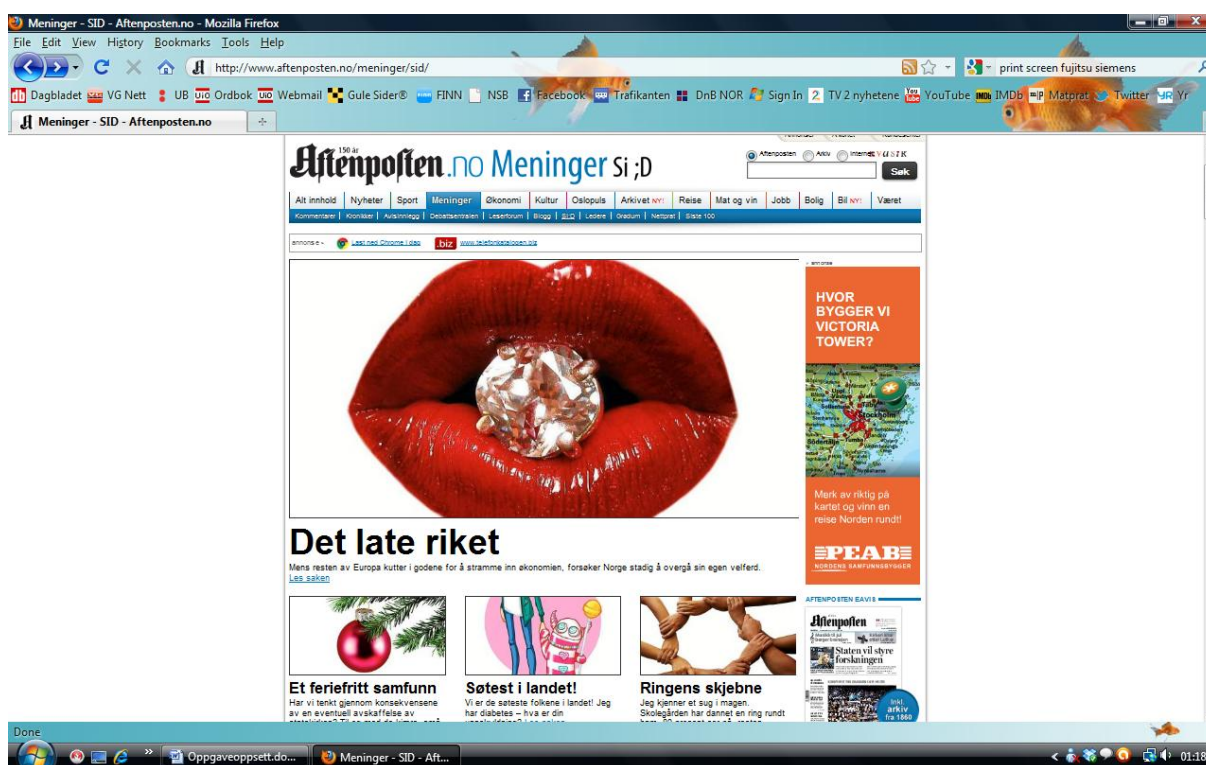 Meninger - SID - Aftenposten.no - Mozilla Firefox
File Edit View History Bookmarks Tools Help
http://www.aftenposten.no/meninger/sid/
print screen fujitsu siemens
Dagbladet VG Nett UB Ordbok Webmail Gule Sider® FINN NSB Facebook Trafikanten DnB NOR Sign In TV 2 nyhetene YouTube IMDb Matprat Twitter Yr
Meninger - SID - Aftenposten.no
150 år
Aftenposten.no Meninger Si ;D
Aftenposten Arkiv Internett
Søk
Alt innhold Nyheter Sport Meninger Økonomi Kultur Oslopuls Arkivet NY! Reise Mat og vin Jobb Bolig Bil NY! Været
Kommentarer | Kronikker | Avisinnlegg | Debattsentralen | Leserforum | Blogg | SI:D | Ledere | Grødum | Nettprat | Siste 100
annonse
Last ned Chrome i dag .biz www.telefonkatalogen.biz
annonse
HVOR
BYGGER VI
VICTORIA
TOWER?
Stockholm
Södertälje
Merk av riktig på
kartet og vinn en
reise Norden rundt!
PEAB
NORDENS SAMFUNNSBYGGER
Det late riket
Mens resten av Europa kutter i godene for å stramme inn økonomien, forsøker Norge stadig å overgå sin egen velferd.
Les saken
AFTENPOSTEN EAVIS
Aftenposten
Staten vil styre
forskningen
Inkl.
arkiv
fra 1860
Et feriefritt samfunn
Har vi tenkt gjennom konsekvensene
av en eventuell avskaffelse av
Søtest i landet!
Vi er de søteste folkene i landet! Jeg
har diabetes – hva er din
Ringens skjebne
Jeg kjenner et sug i magen.
Skolegården har dannet en ring rundt
Done
Oppgaveoppsett.do...
Meninger - SID - Aft...
01:18